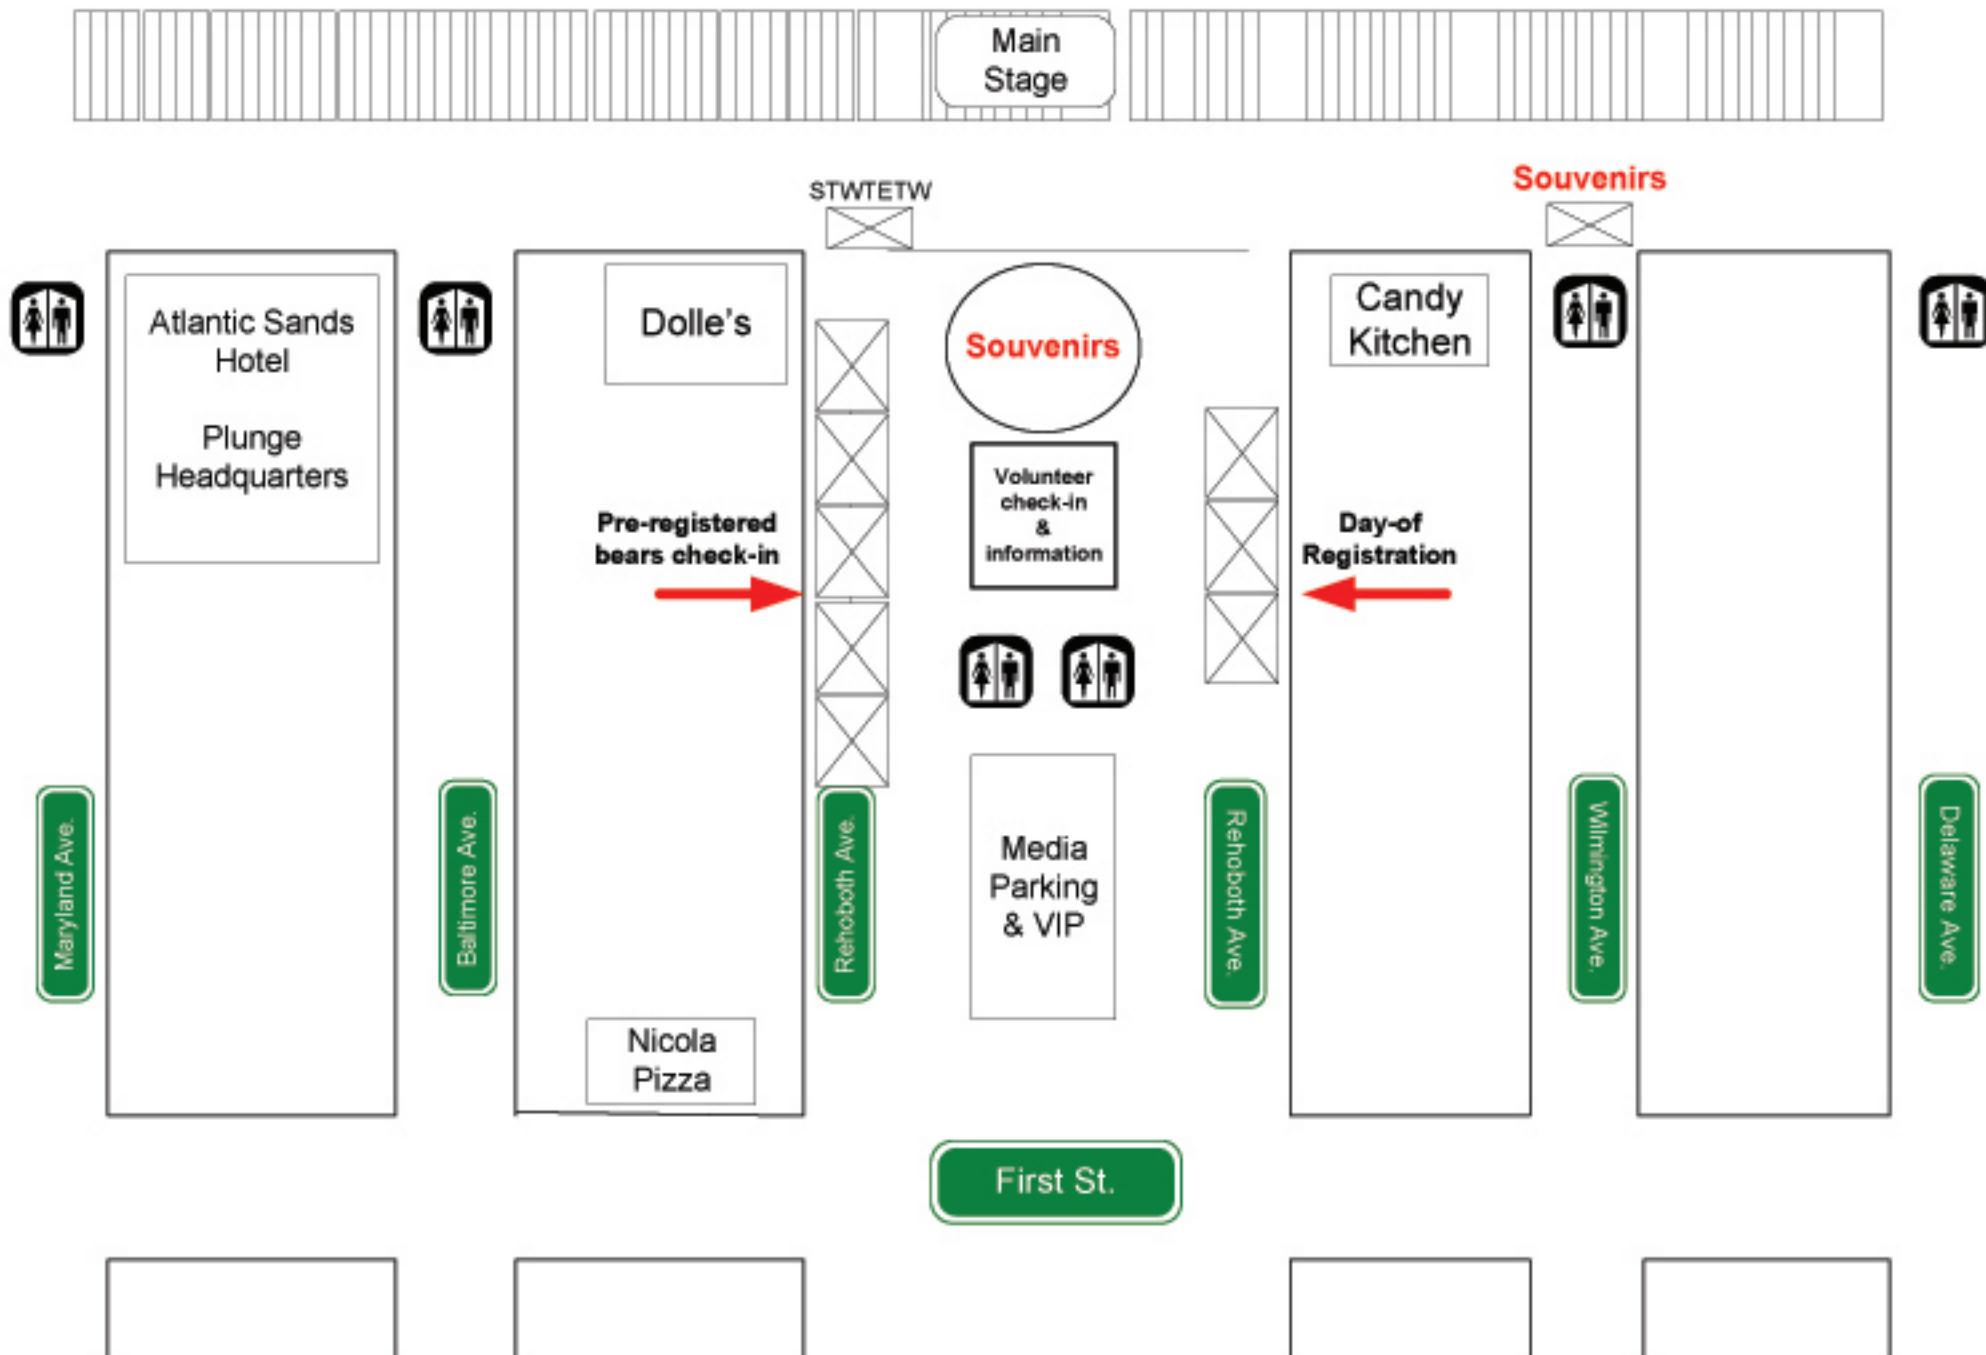 Main
Stage
STWTETW
Souvenirs
Atlantic Sands
Hotel
Plunge
Headquarters
Dolle's
Souvenirs
Candy
Kitchen
Pre-registered
bears check-in
Volunteer
check-in
&
information
Day-of
Registration
Maryland Ave.
Baltimore Ave.
Rehoboth Ave.
Media
Parking
& VIP
Rehoboth Ave.
Wilmington Ave.
Delaware Ave.
Nicola
Pizza
First St.